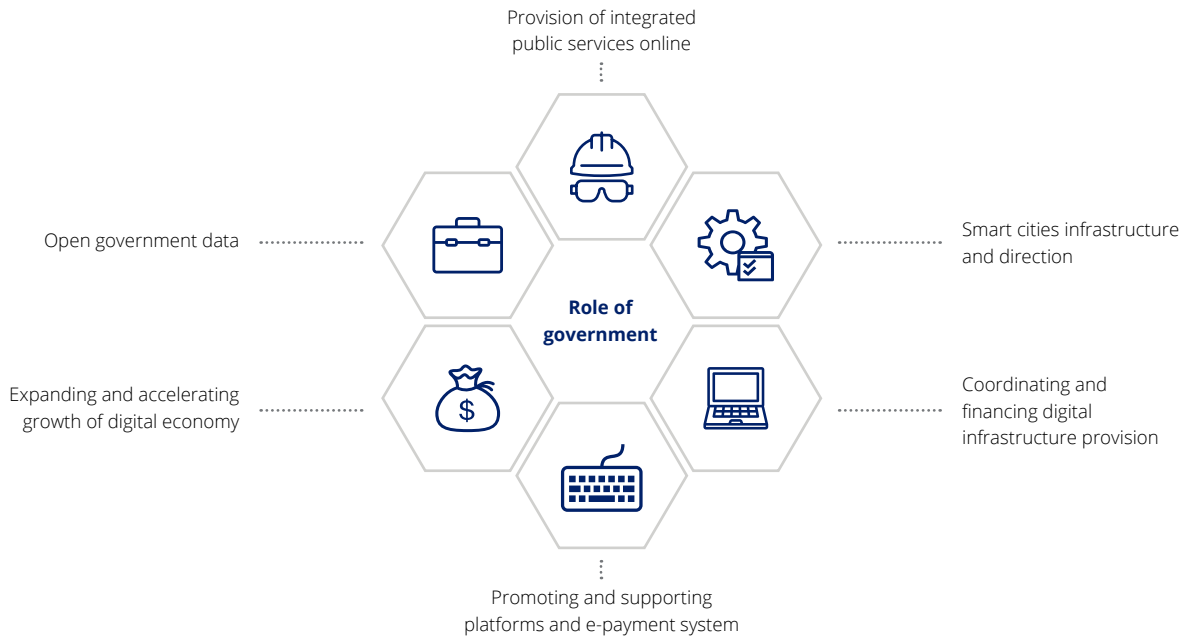 Provision of integrated
public services online
Open government data
Smart cities infrastructure
and direction
Role of
government
Expanding and accelerating
growth of digital economy
$
Coordinating and
financing digital
infrastructure provision
Promoting and supporting
platforms and e-payment system